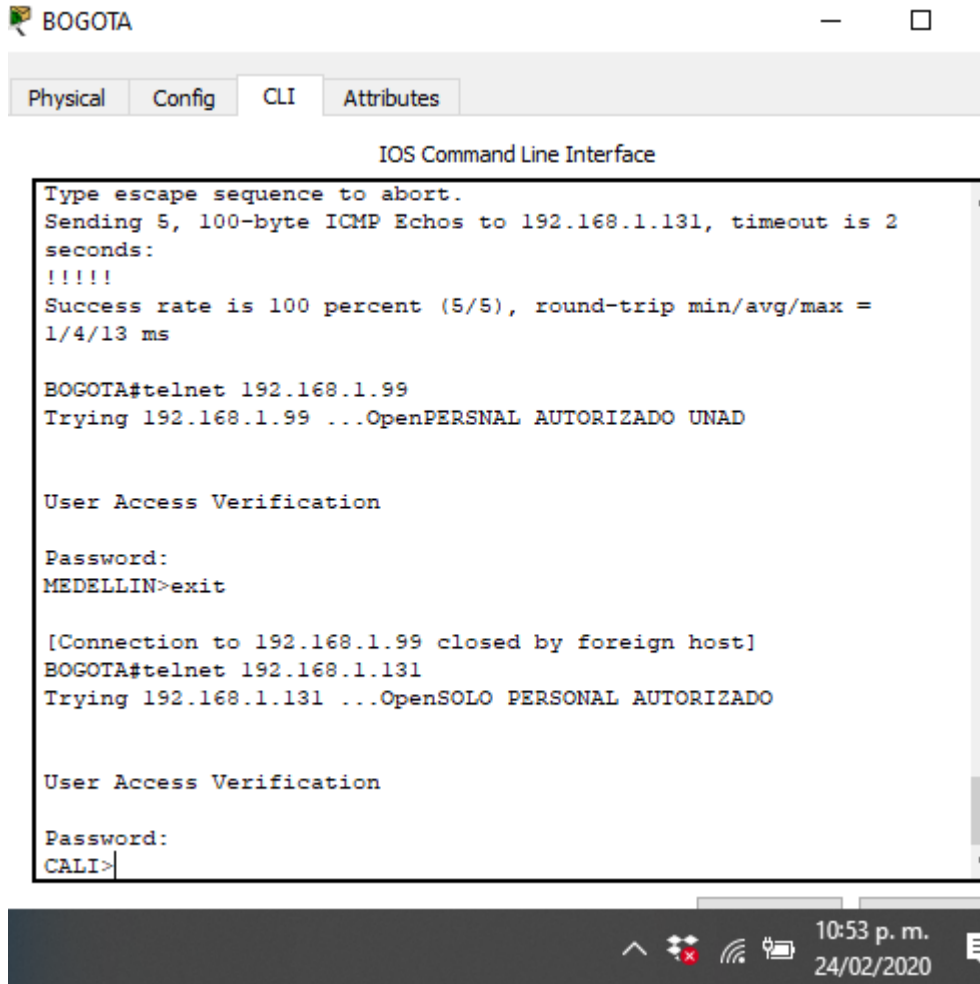 BOGOTA
Physical Config CLI Attributes
IOS Command Line Interface
Type escape sequence to abort.
Sending 5, 100-byte ICMP Echos to 192.168.1.131, timeout is 2
seconds:
!!!!!
Success rate is 100 percent (5/5), round-trip min/avg/max =
1/4/13 ms
BOGOTA#telnet 192.168.1.99
Trying 192.168.1.99 ...OpenPERSNAL AUTORIZADO UNAD
User Access Verification
Password:
MEDELLIN>exit
[Connection to 192.168.1.99 closed by foreign host]
BOGOTA#telnet 192.168.1.131
Trying 192.168.1.131 ...OpenSOLO PERSONAL AUTORIZADO
User Access Verification
Password:
CALI>
10:53 p. m.
24/02/2020